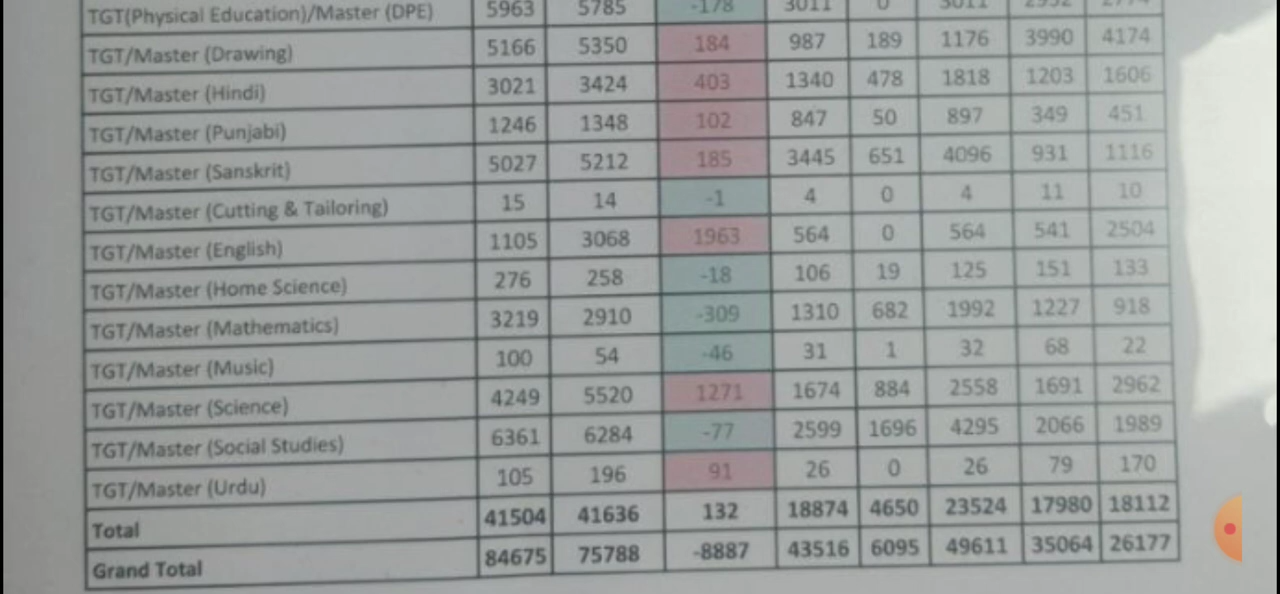 TGT(Physical Education)/Master (DPE) 5963 5785 -178 3011 0 3011
TGT/Master (Drawing) 5166 5350 184 987 189 1176 3990 4174
TGT/Master (Hindi) 3021 3424 403 1340 478 1818 1203 1606
TGT/Master (Punjabi) 1246 1348 102 847 50 897 349 451
TGT/Master (Sanskrit) 5027 5212 185 3445 651 4096 931 1116
TGT/Master (Cutting & Tailoring) 15 14 -1 4 0 4 11 10
TGT/Master (English) 1105 3068 1963 564 0 564 541 2504
TGT/Master (Home Science) 276 258 -18 106 19 125 151 133
TGT/Master (Mathematics) 3219 2910 -309 1310 682 1992 1227 918
TGT/Master (Music) 100 54 -46 31 1 32 68 22
TGT/Master (Science) 4249 5520 1271 1674 884 2558 1691 2962
TGT/Master (Social Studies) 6361 6284 -77 2599 1696 4295 2066 1989
TGT/Master (Urdu) 105 196 91 26 0 26 79 170
Total 41504 41636 132 18874 4650 23524 17980 18112
Grand Total 84675 75788 -8887 43516 6095 49611 35064 26177